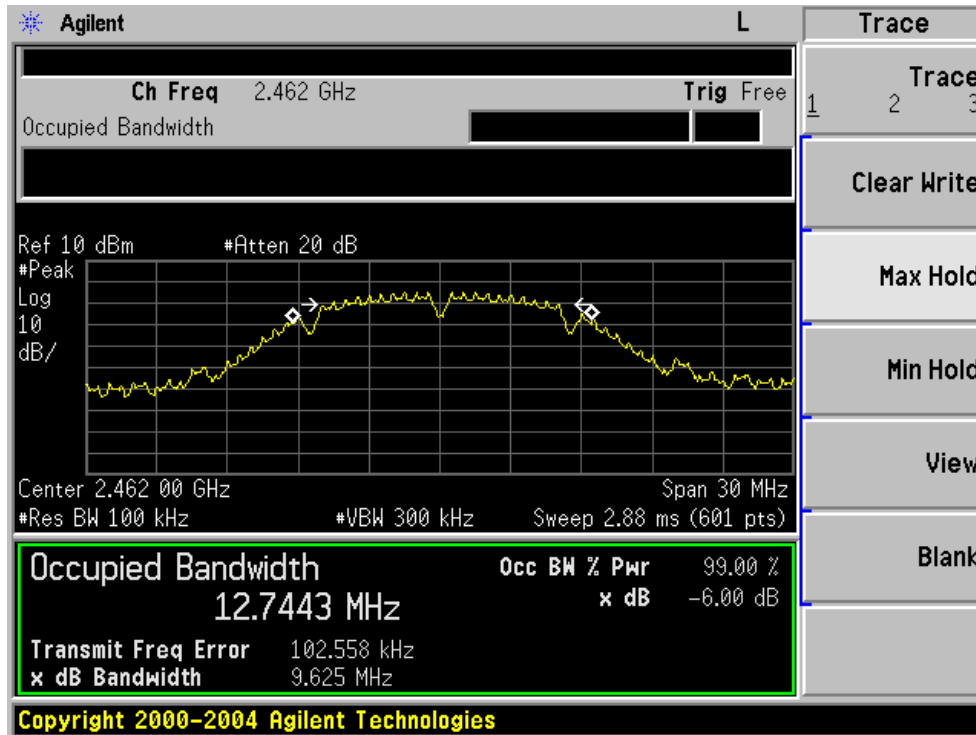 Agilent L Trace
Ch Freq 2.462 GHz Trig Free
Occupied Bandwidth
Trace
1 2 3
Clear Write
Max Hold
Min Hold
View
Blank
Ref 10 dBm #Atten 20 dB
#Peak
Log
10
dB/
Center 2.462 00 GHz Span 30 MHz
#Res BW 100 kHz #VBW 300 kHz Sweep 2.88 ms (601 pts)
Occupied Bandwidth Occ BW % Pwr 99.00 %
12.7443 MHz x dB -6.00 dB
Transmit Freq Error 102.558 kHz
x dB Bandwidth 9.625 MHz
Copyright 2000-2004 Agilent Technologies